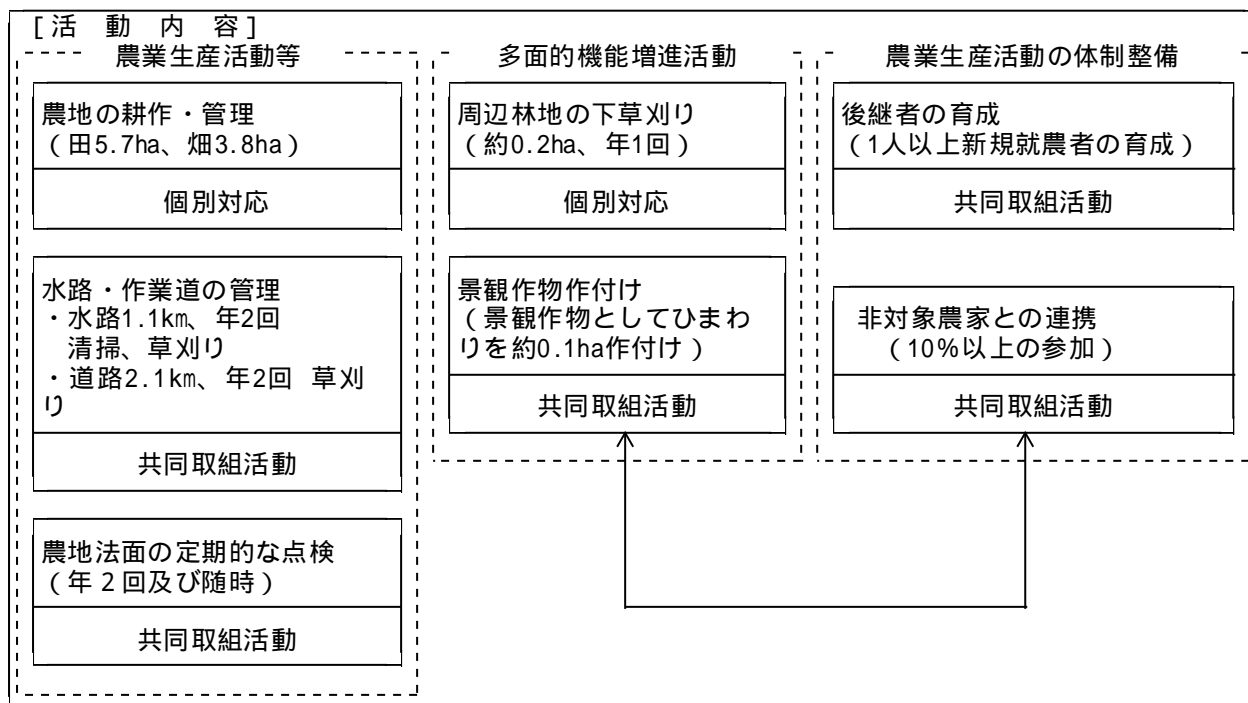 [活 動 内 容]
農業生産活動等
農地の耕作・管理
(田5.7ha、畑3.8ha)
個別対応
水路・作業道の管理
・水路1.1km、年2回
清掃、草刈り
・道路2.1km、年2回 草刈
り
共同取組活動
農地法面の定期的な点検
(年2回及び随時)
共同取組活動
多面的機能増進活動
周辺林地の下草刈り
(約0.2ha、年1回)
個別対応
景観作物作付け
(景観作物としてひまわ
りを約0.1ha作付け)
共同取組活動
農業生産活動の体制整備
後継者の育成
(1人以上新規就農者の育成)
共同取組活動
非対象農家との連携
(10%以上の参加)
共同取組活動